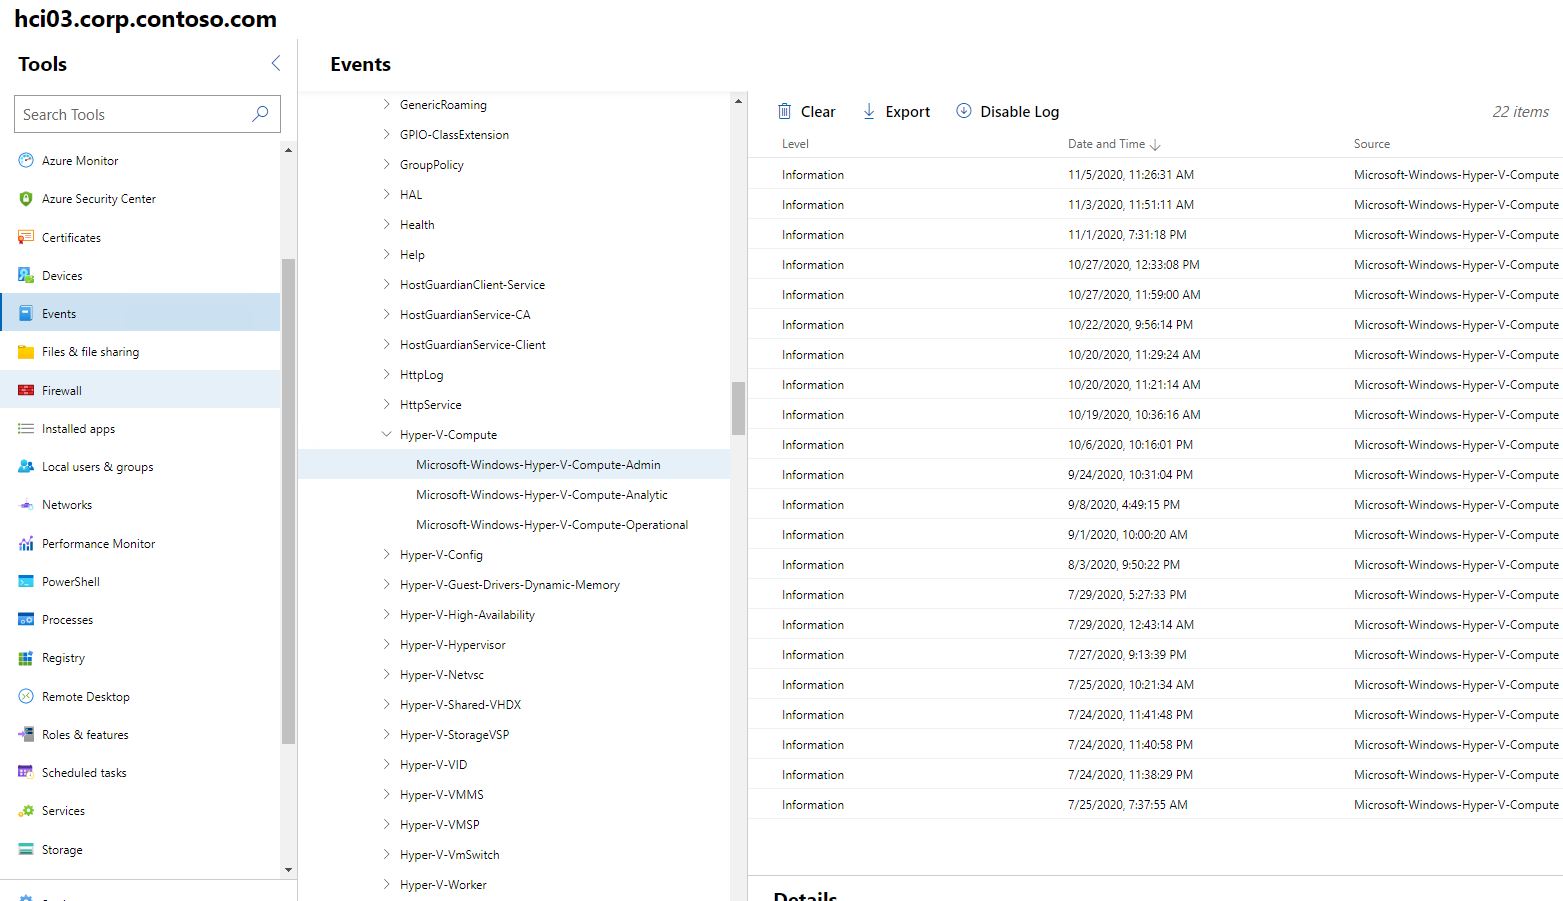 hci03.corp.contoso.com
Tools
Search Tools
Azure Monitor
Azure Security Center
Certificates
Devices
Events
Files & file sharing
Firewall
Installed apps
Local users & groups
Networks
Performance Monitor
PowerShell
Processes
Registry
Remote Desktop
Roles & features
Scheduled tasks
Services
Storage
Events
GenericRoaming
GPIO-ClassExtension
GroupPolicy
HAL
Health
Help
HostGuardianClient-Service
HostGuardianService-CA
HostGuardianService-Client
HttpLog
HttpService
Hyper-V-Compute
Microsoft-Windows-Hyper-V-Compute-Admin
Microsoft-Windows-Hyper-V-Compute-Analytic
Microsoft-Windows-Hyper-V-Compute-Operational
Hyper-V-Config
Hyper-V-Guest-Drivers-Dynamic-Memory
Hyper-V-High-Availability
Hyper-V-Hypervisor
Hyper-V-Netvsc
Hyper-V-Shared-VHDX
Hyper-V-StorageVSP
Hyper-V-VID
Hyper-V-VMMS
Hyper-V-VMSP
Hyper-V-VmSwitch
Hyper-V-Worker
Clear Export Disable Log 22 items
Level Date and Time Source
Information 11/5/2020, 11:26:31 AM Microsoft-Windows-Hyper-V-Compute
Information 11/3/2020, 11:51:11 AM Microsoft-Windows-Hyper-V-Compute
Information 11/1/2020, 7:31:18 PM Microsoft-Windows-Hyper-V-Compute
Information 10/27/2020, 12:33:08 PM Microsoft-Windows-Hyper-V-Compute
Information 10/27/2020, 11:59:00 AM Microsoft-Windows-Hyper-V-Compute
Information 10/22/2020, 9:56:14 PM Microsoft-Windows-Hyper-V-Compute
Information 10/20/2020, 11:29:24 AM Microsoft-Windows-Hyper-V-Compute
Information 10/20/2020, 11:21:14 AM Microsoft-Windows-Hyper-V-Compute
Information 10/19/2020, 10:36:16 AM Microsoft-Windows-Hyper-V-Compute
Information 10/6/2020, 10:16:01 PM Microsoft-Windows-Hyper-V-Compute
Information 9/24/2020, 10:31:04 PM Microsoft-Windows-Hyper-V-Compute
Information 9/8/2020, 4:49:15 PM Microsoft-Windows-Hyper-V-Compute
Information 9/1/2020, 10:00:20 AM Microsoft-Windows-Hyper-V-Compute
Information 8/3/2020, 9:50:22 PM Microsoft-Windows-Hyper-V-Compute
Information 7/29/2020, 5:27:33 PM Microsoft-Windows-Hyper-V-Compute
Information 7/29/2020, 12:43:14 AM Microsoft-Windows-Hyper-V-Compute
Information 7/27/2020, 9:13:39 PM Microsoft-Windows-Hyper-V-Compute
Information 7/25/2020, 10:21:34 AM Microsoft-Windows-Hyper-V-Compute
Information 7/24/2020, 11:41:48 PM Microsoft-Windows-Hyper-V-Compute
Information 7/24/2020, 11:40:58 PM Microsoft-Windows-Hyper-V-Compute
Information 7/24/2020, 11:38:29 PM Microsoft-Windows-Hyper-V-Compute
Information 7/25/2020, 7:37:55 AM Microsoft-Windows-Hyper-V-Compute
Details